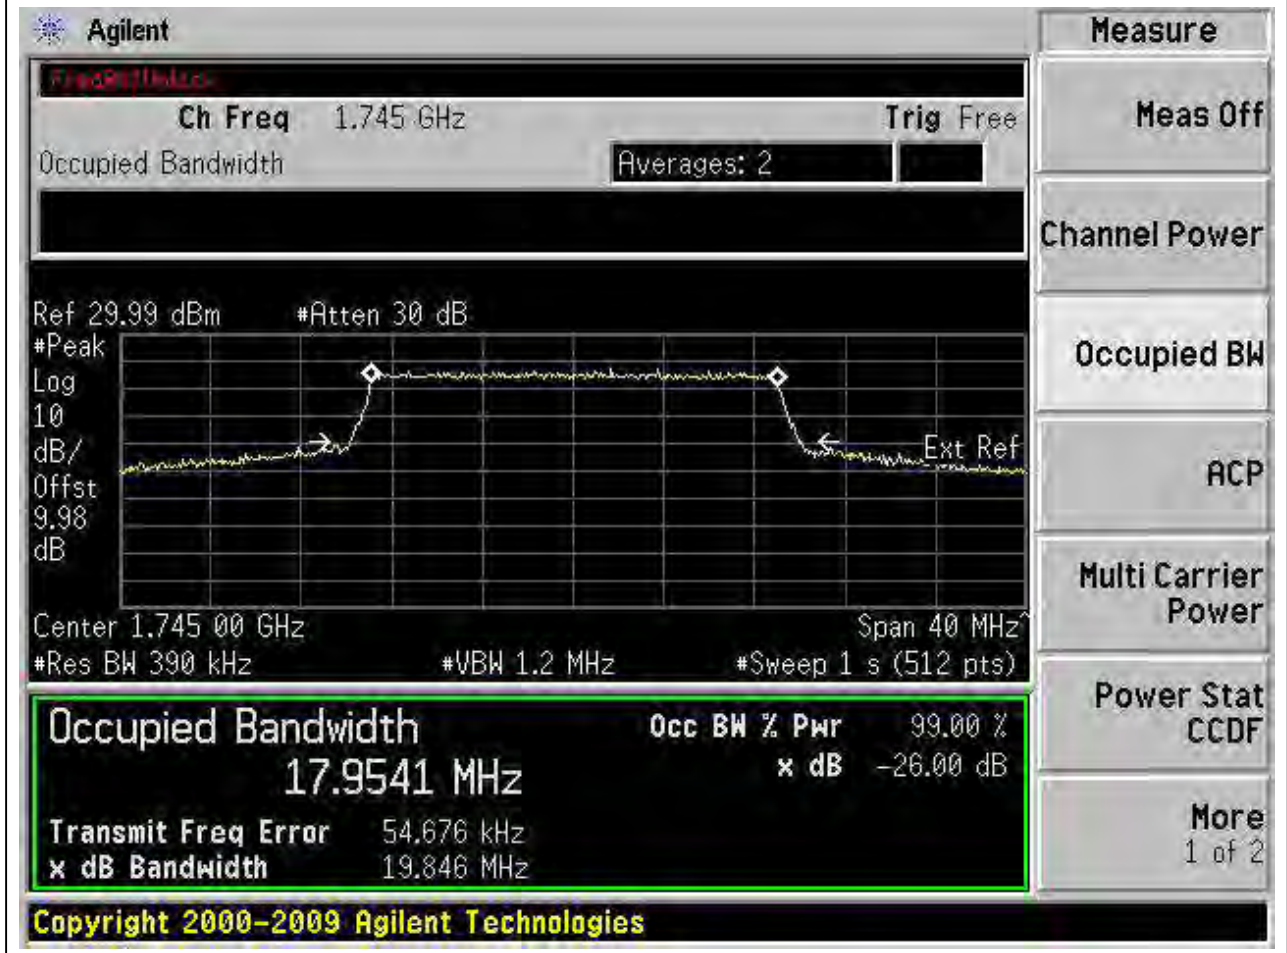 Agilent
Measure
Ch Freq 1.745 GHz Trig Free
Meas Off
Occupied Bandwidth Averages: 2
Channel Power
Ref 29.99 dBm #Atten 30 dB
#Peak
Log
10
dB/
Offst
9.98
dB
Ext Ref
Occupied BW
ACP
Multi Carrier
Power
Center 1.745 00 GHz Span 40 MHz^
#Res BW 390 kHz #VBW 1.2 MHz #Sweep 1 s (512 pts)
Occupied Bandwidth
17.9541 MHz
Occ BW % Pwr 99.00 %
x dB -26.00 dB
Transmit Freq Error 54.676 kHz
x dB Bandwidth 19.846 MHz
Power Stat
CCDF
More
1 of 2
Copyright 2000-2009 Agilent Technologies